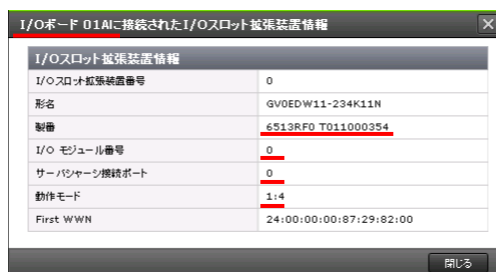 I/Oボード 01Aに接続されたI/Oスロット拡張装置情報
I/Oスロット拡張装置情報
I/Oスロット拡張装置番号 0
形名 GV0EDW11-234K11N
製番 6513RF0 T011000354
I/O モジュール番号 0
サーバシャーシ接続ポート 0
動作モード 1:4
First WWN 24:00:00:00:87:29:82:00
閉じる